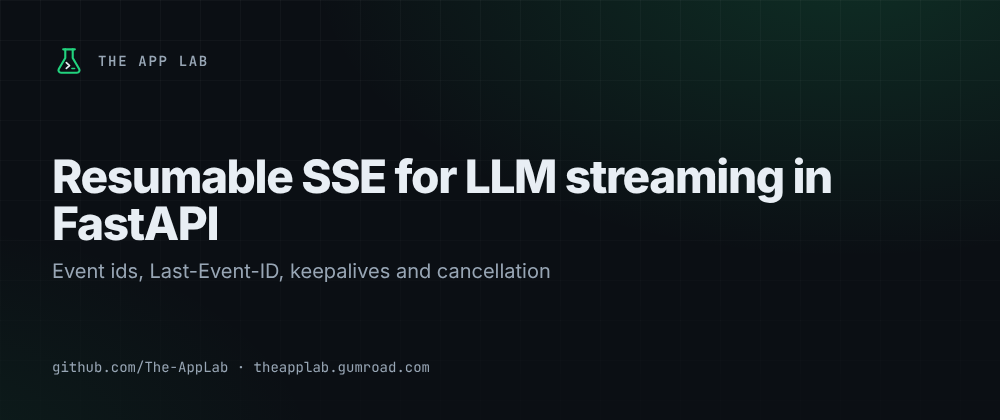 THE APP LAB
Resumable SSE for LLM streaming in
FastAPI
Event ids, Last-Event-ID, keepalives and cancellation
github.com/The-AppLab · theapplab.gumroad.com